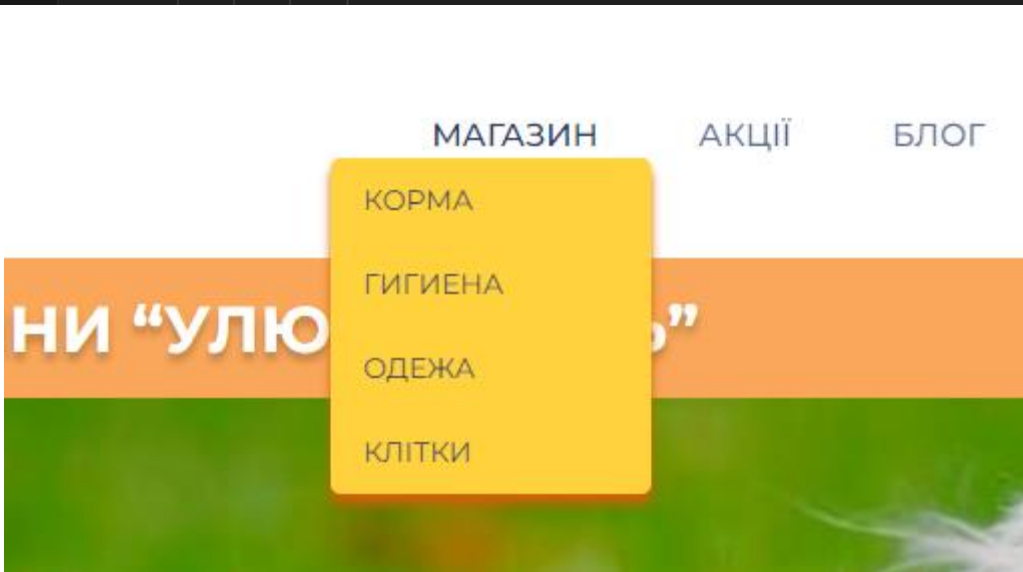 МАГАЗИН АКЦІЇ БЛОГ
КОРМА
ГИГИЕНА
ОДЕЖА
КЛІТКИ